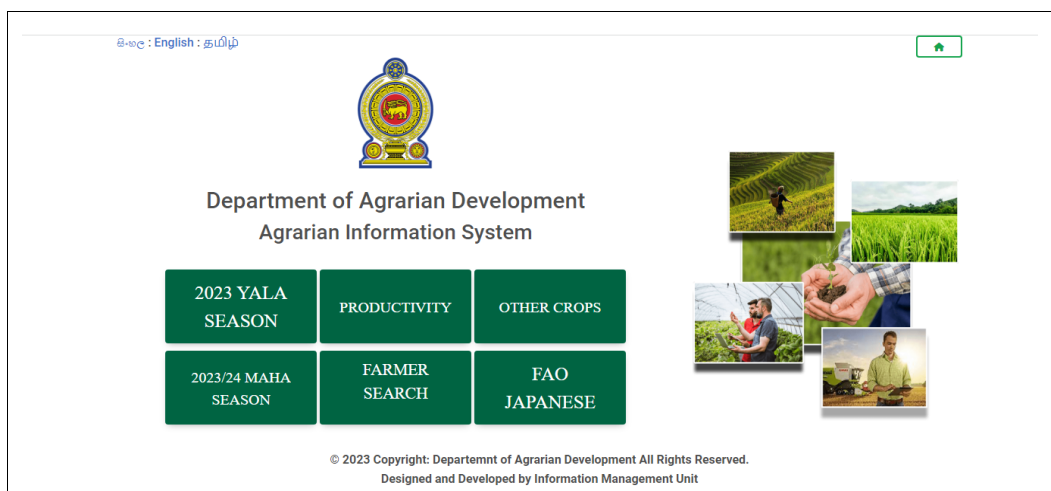 සිංහල : English : தமிழ்
Department of Agrarian Development
Agrarian Information System
2023 YALA
SEASON
PRODUCTIVITY
OTHER CROPS
2023/24 MAHA
SEASON
FARMER
SEARCH
FAO
JAPANESE
© 2023 Copyright: Departemnt of Agrarian Development All Rights Reserved.
Designed and Developed by Information Management Unit